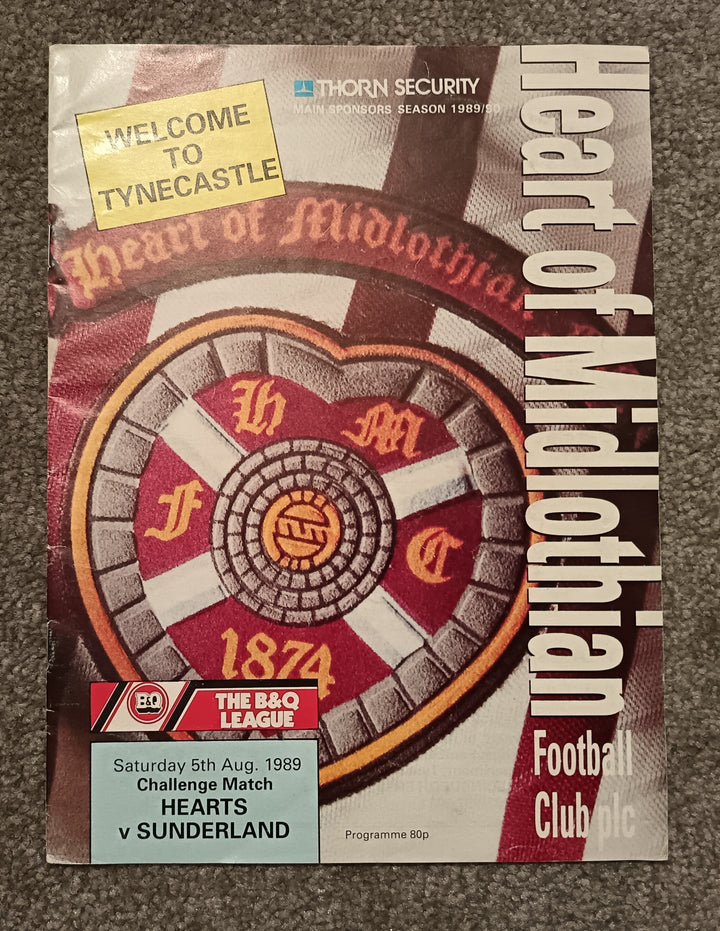 THORN SECURITY
MAIN SPONSORS SEASON 1989/90
WELCOME
TO
TYNECASTLE
Heart of Midlothian
Football
Club plc
Heart of Midlothian
H M
F C
1874
B&Q
THE B&Q
LEAGUE
Saturday 5th Aug. 1989
Challenge Match
HEARTS
v SUNDERLAND
Programme 80p